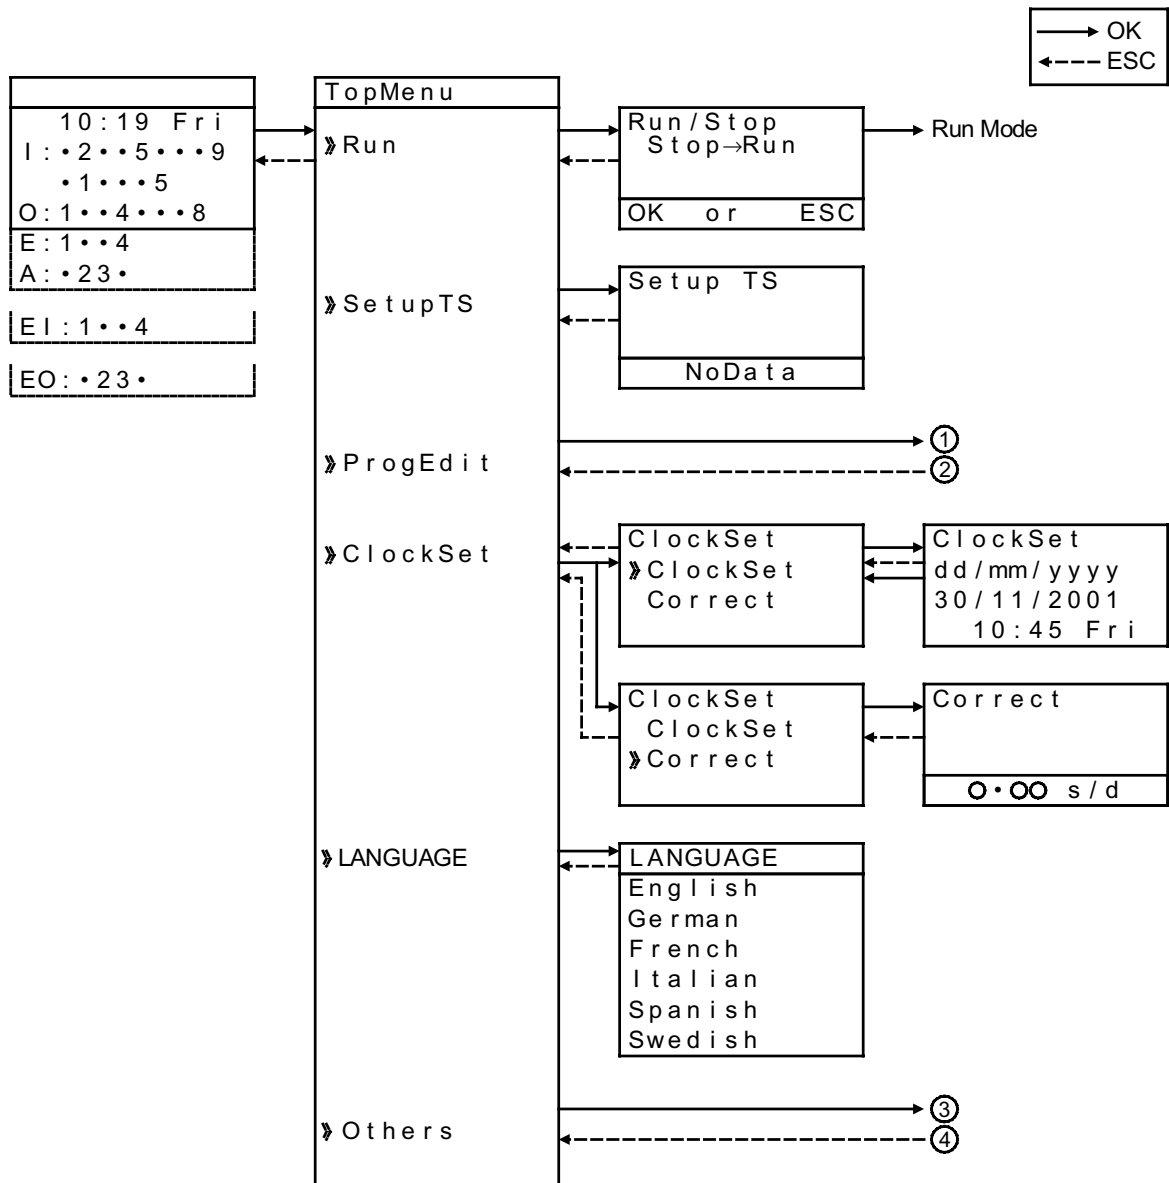 OK
ESC
10:19 Fri
I:•2••5•••9
•1•••5
O:1••4•••8
E:1••4
A:•23•
EI:1••4
EO:•23•
TopMenu
»Run
»SetupTS
»ProgEdit
»ClockSet
»LANGUAGE
»Others
Run/Stop
Stop→Run
OK or ESC
Run Mode
Setup TS
NoData
①
②
ClockSet
»ClockSet
Correct
ClockSet
dd/mm/yyyy
30/11/2001
10:45 Fri
ClockSet
ClockSet
»Correct
Correct
○•○○ s/d
LANGUAGE
English
German
French
Italian
Spanish
Swedish
③
④